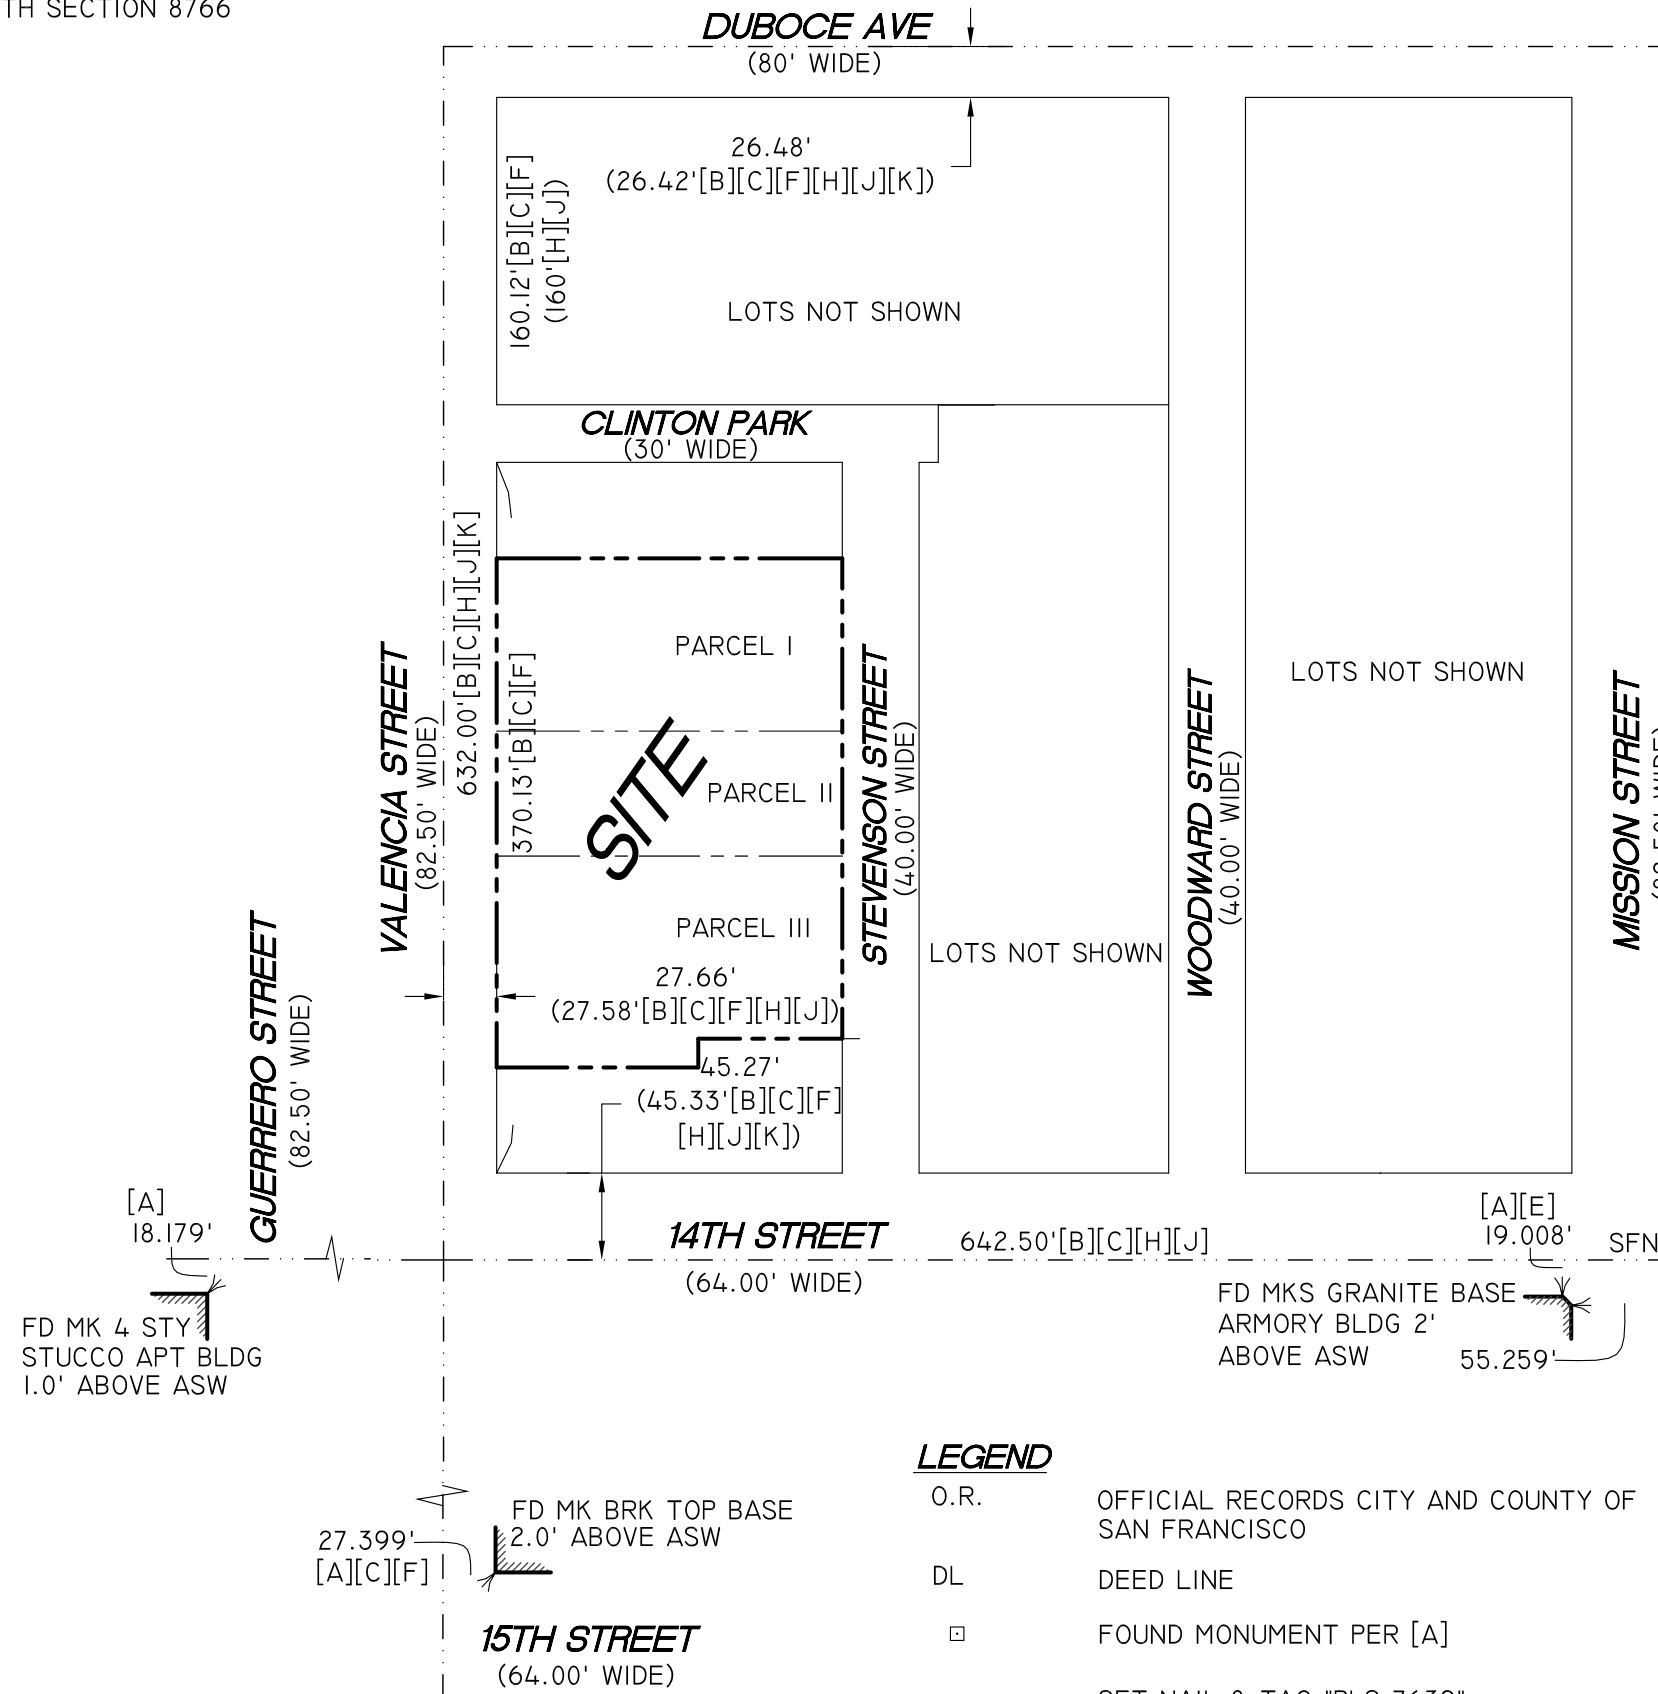 TH SECTION 8766
DUBOCE AVE
(80' WIDE)
26.48'
(26.42'[B][C][F][H][J][K])
160.12'[B][C][F]
(160'[H][J])
LOTS NOT SHOWN
CLINTON PARK
(30' WIDE)
632.00'[B][C][H][J][K]
370.13'[B][C][F]
VALENCIA STREET
(82.50' WIDE)
PARCEL I
PARCEL II
PARCEL III
SITE
STEVENSON STREET
(40.00' WIDE)
LOTS NOT SHOWN
WOODWARD STREET
(40.00' WIDE)
LOTS NOT SHOWN
MISSION STREET
27.66'
(27.58'[B][C][F][H][J])
45.27'
(45.33'[B][C][F]
[H][J][K])
GUERRERO STREET
(82.50' WIDE)
[A]
18.179'
14TH STREET
(64.00' WIDE)
642.50'[B][C][H][J]
[A][E]
19.008'
SFN
FD MK 4 STY
STUCCO APT BLDG
1.0' ABOVE ASW
FD MKS GRANITE BASE
ARMORY BLDG 2'
ABOVE ASW
55.259'
FD MK BRK TOP BASE
2.0' ABOVE ASW
27.399'
[A][C][F]
15TH STREET
(64.00' WIDE)
LEGEND
O.R. OFFICIAL RECORDS CITY AND COUNTY OF
SAN FRANCISCO
DL DEED LINE
FOUND MONUMENT PER [A]